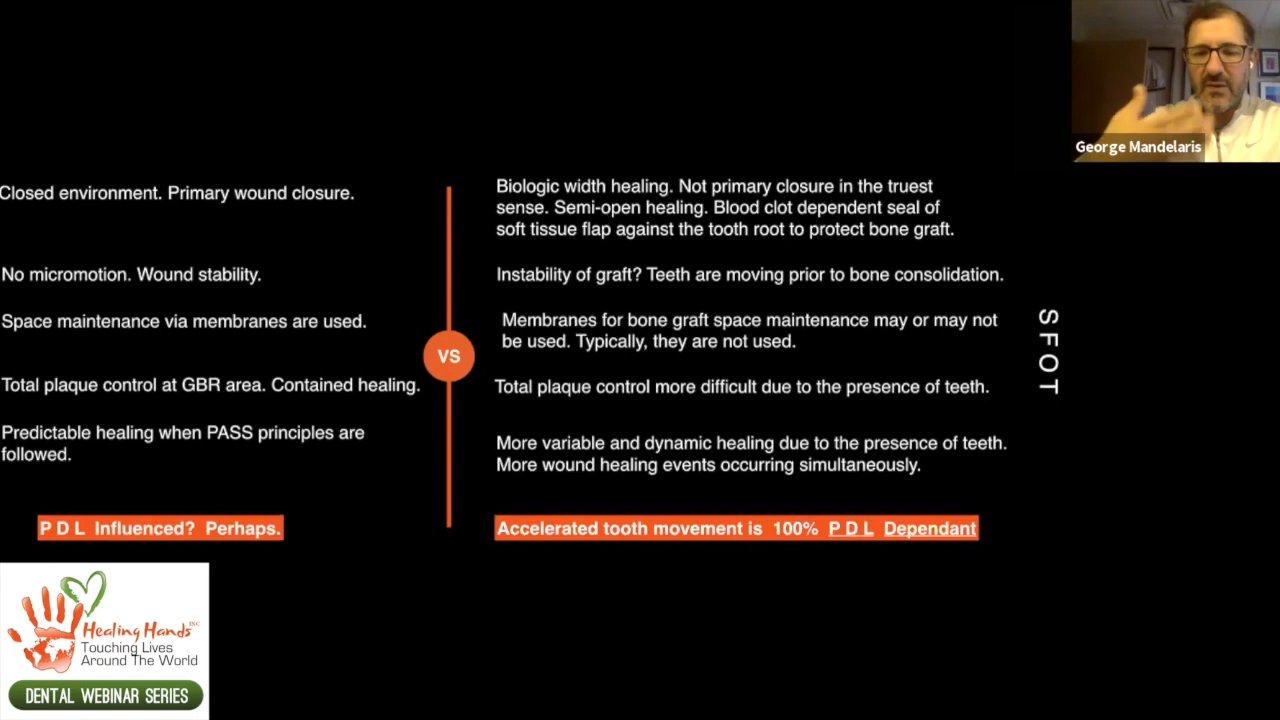 George Mandelaris
Closed environment. Primary wound closure.
No micromotion. Wound stability.
Space maintenance via membranes are used.
Total plaque control at GBR area. Contained healing.
Predictable healing when PASS principles are
followed.
P D L Influenced? Perhaps.
VS
Biologic width healing. Not primary closure in the truest
sense. Semi-open healing. Blood clot dependent seal of
soft tissue flap against the tooth root to protect bone graft.
Instability of graft? Teeth are moving prior to bone consolidation.
Membranes for bone graft space maintenance may or may not
be used. Typically, they are not used.
Total plaque control more difficult due to the presence of teeth.
More variable and dynamic healing due to the presence of teeth.
More wound healing events occurring simultaneously.
Accelerated tooth movement is 100% P D L Dependant
SFOT
Healing Hands INC
Touching Lives
Around The World
DENTAL WEBINAR SERIES